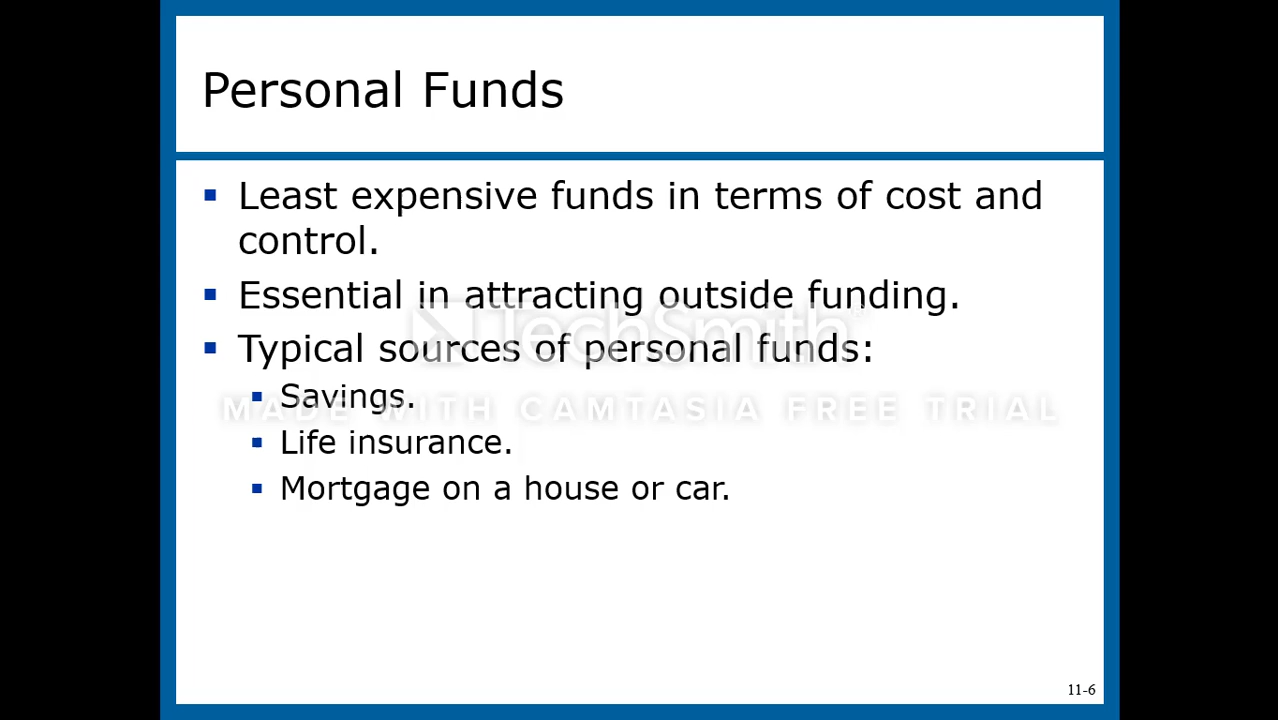 Personal Funds
▪ Least expensive funds in terms of cost and
control.
▪ Essential in attracting outside funding.
▪ Typical sources of personal funds:
▪ Savings.
▪ Life insurance.
▪ Mortgage on a house or car.
TechSmith®
MADE WITH CAMTASIA FREE TRIAL
11-6